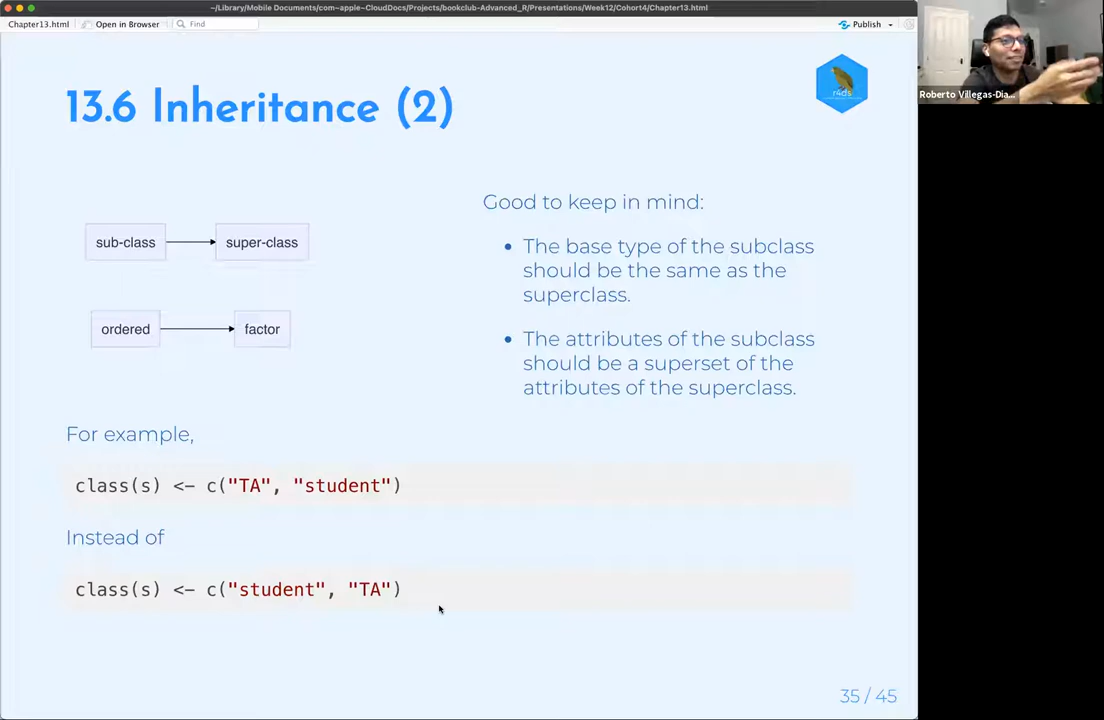 ~/Library/Mobile Documents/com~apple~CloudDocs/Projects/bookclub-Advanced_R/Presentations/Week12/Cohort4/Chapter13.html
Chapter13.html
Open in Browser
Find
Publish
13.6 Inheritance (2)
r4ds
Roberto Villegas-Dia...
sub-class
super-class
ordered
factor
Good to keep in mind:
• The base type of the subclass
should be the same as the
superclass.
• The attributes of the subclass
should be a superset of the
attributes of the superclass.
For example,
class(s) <- c("TA", "student")
Instead of
class(s) <- c("student", "TA")
35 / 45